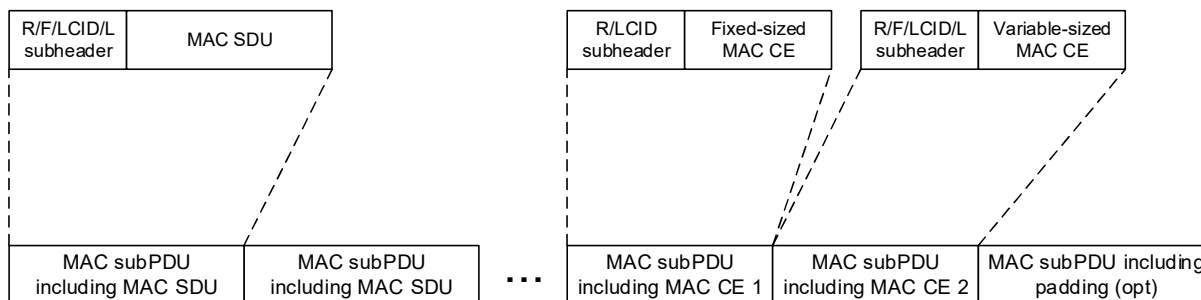 R/F/LCID/L
subheader
MAC SDU
R/LCID
subheader
Fixed-sized
MAC CE
R/F/LCID/L
subheader
Variable-sized
MAC CE
MAC subPDU
including MAC SDU
MAC subPDU
including MAC SDU
...
MAC subPDU
including MAC CE 1
MAC subPDU
including MAC CE 2
MAC subPDU including
padding (opt)